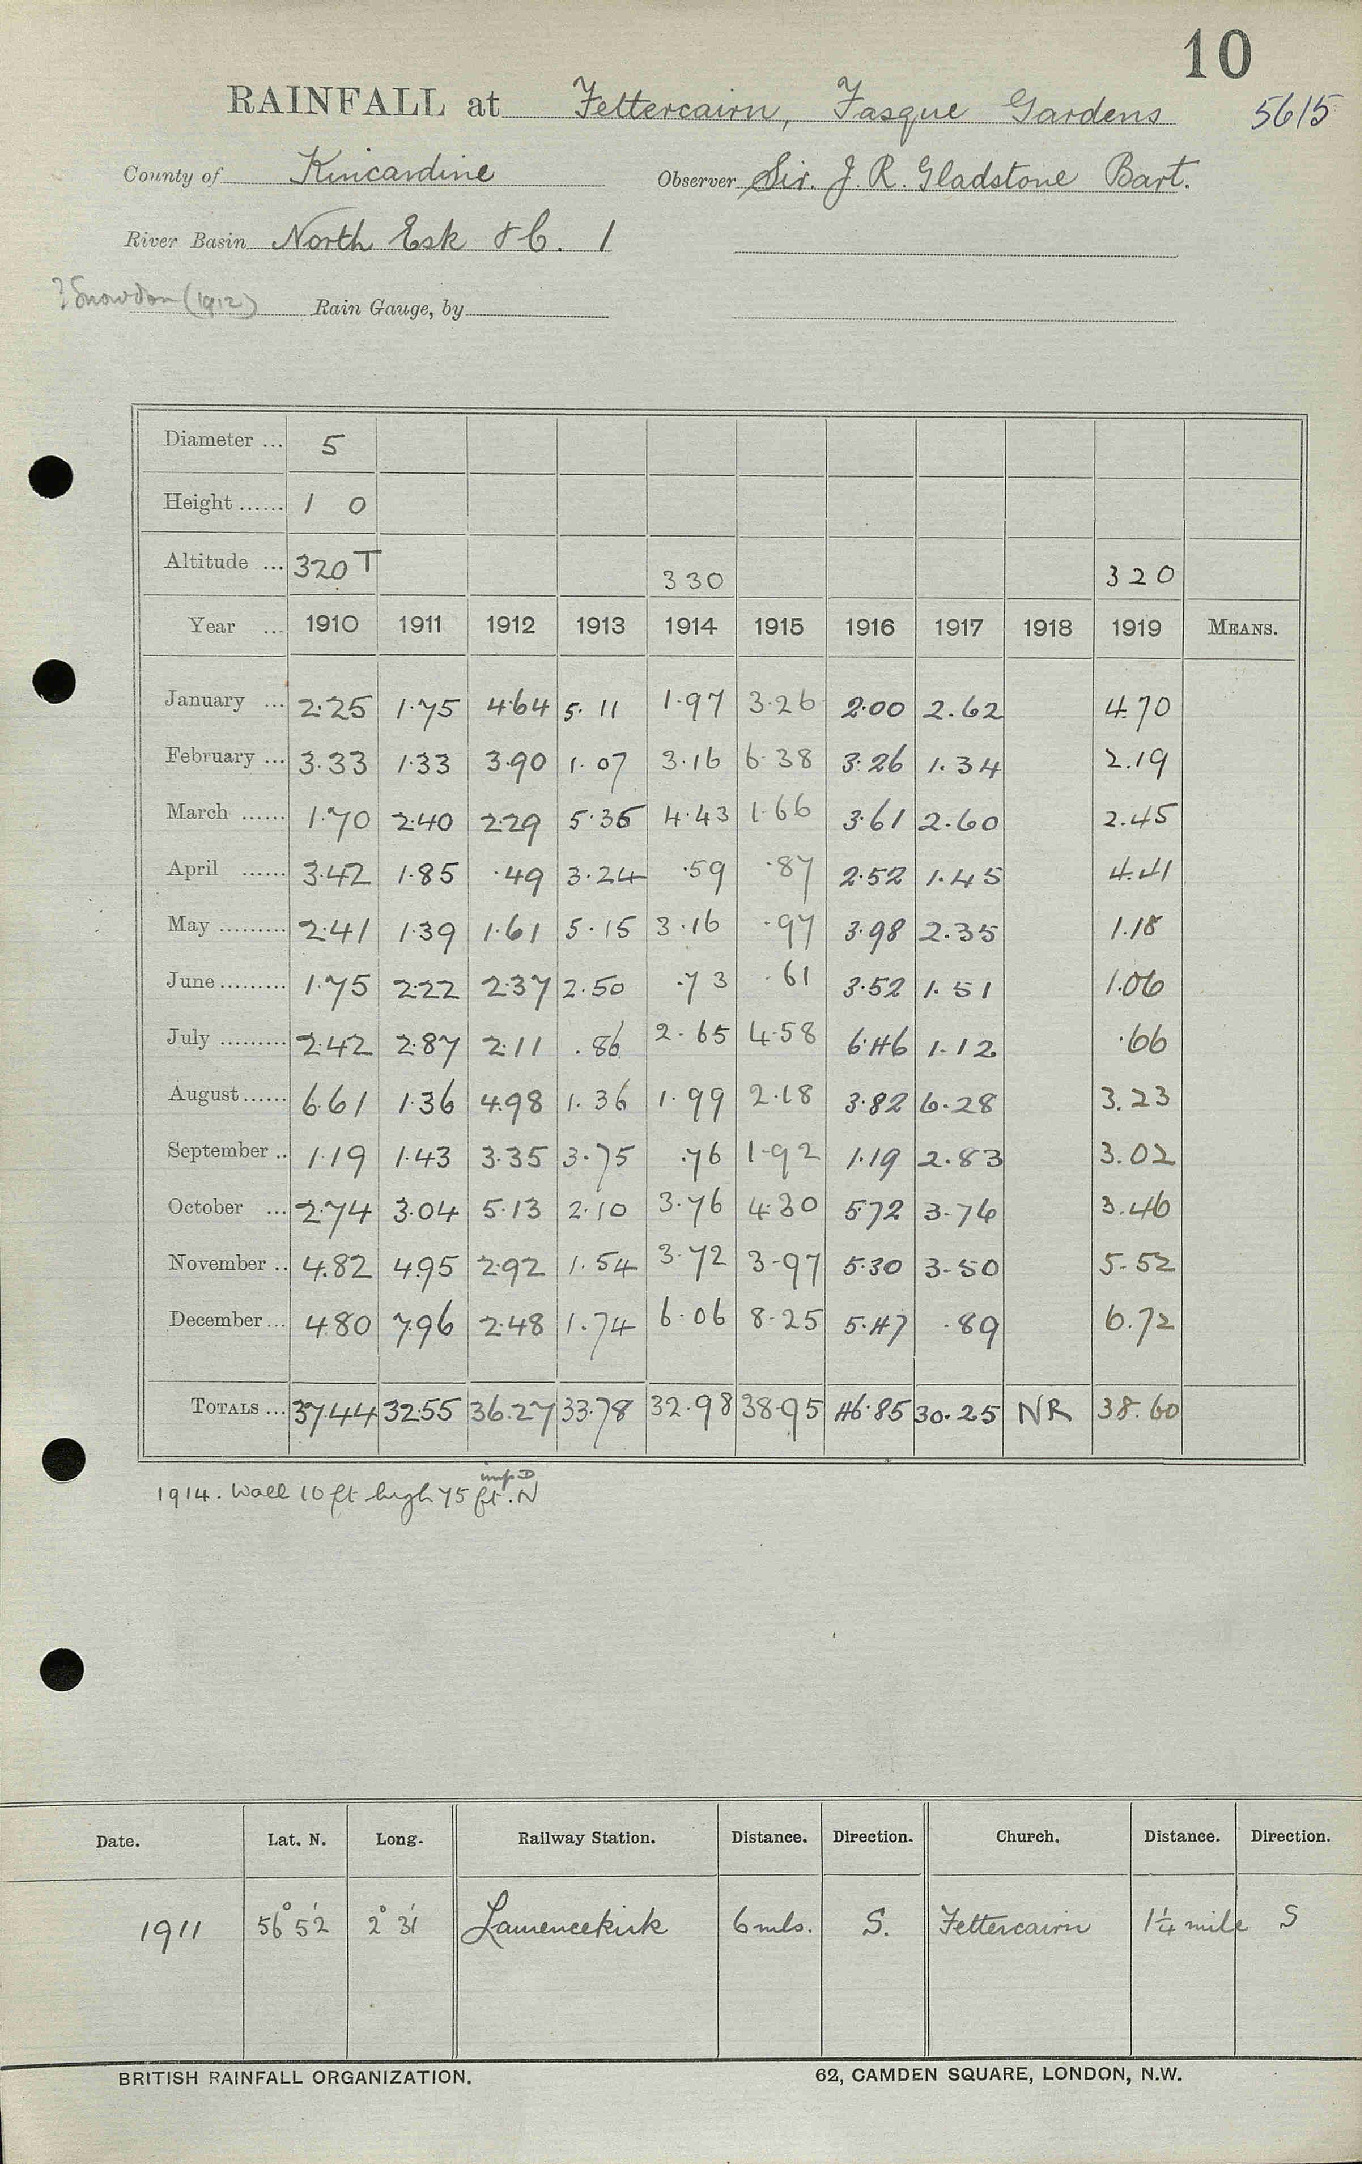 10
RAINFALL at Fettercairn, Fasque Gardens 5615
County of Kincardine Observer Sir. J. R. Gladstone Bart.
River Basin North Esk &c. 1
? Snowdon (1912) Rain Gauge, by
Diameter ... 5
Height ...... 1 0
Altitude ... 320 T 330 320
Year ... 1910 1911 1912 1913 1914 1915 1916 1917 1918 1919 MEANS.
January ... 2.25 1.75 4.64 5.11 1.97 3.26 2.00 2.62 4.70
February ... 3.33 1.33 3.90 1.07 3.16 6.38 3.26 1.34 2.19
March ...... 1.70 2.40 2.29 5.36 4.43 1.66 3.61 2.60 2.45
April ...... 3.42 1.85 .49 3.24 .59 .87 2.52 1.45 4.41
May ......... 2.41 1.39 1.61 5.15 3.16 .97 3.98 2.35 1.18
June ......... 1.75 2.22 2.37 2.50 .73 .61 3.52 1.51 1.06
July ......... 2.42 2.87 2.11 .86 2.65 4.58 6.46 1.12 .66
August ...... 6.61 1.36 4.98 1.36 1.99 2.18 3.82 6.28 3.23
September .. 1.19 1.43 3.35 3.75 .76 1.92 1.19 2.83 3.02
October ... 2.74 3.04 5.13 2.10 3.76 4.30 5.72 3.76 3.46
November .. 4.82 4.95 2.92 1.54 3.72 3.97 5.30 3.50 5.52
December ... 4.80 7.96 2.48 1.74 6.06 8.25 5.47 .89 6.72
TOTALS ... 37.44 32.55 36.27 33.78 32.98 38.95 46.85 30.25 NR 38.60
1914. Wall 10 ft high 75 ft. N
Date. Lat. N. Long. Railway Station. Distance. Direction. Church. Distance. Direction.
1911 56° 52' 2° 31' Laurencekirk 6 mls. S. Fettercairn 1¼ mile S
BRITISH RAINFALL ORGANIZATION. 62, CAMDEN SQUARE, LONDON, N.W.